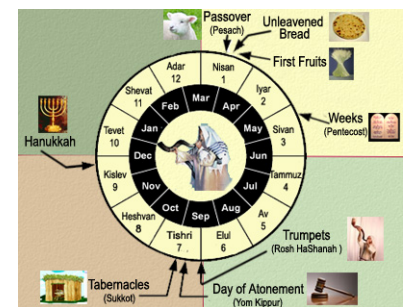 Passover
(Pesach)
Unleavened
Bread
First Fruits
Weeks
(Pentecost)
Trumpets
(Rosh HaShanah )
Day of Atonement
(Yom Kippur)
Tabernacles
(Sukkot)
Hanukkah
Nisan
1
Iyar
2
Sivan
3
Tammuz
4
Av
5
Elul
6
Tishri
7 .
Heshvan
8
Kislev
9
Tevet
10
Shevat
11
Adar
12
Mar
Apr
May
Jun
Jul
Aug
Sep
Oct
Nov
Dec
Jan
Feb